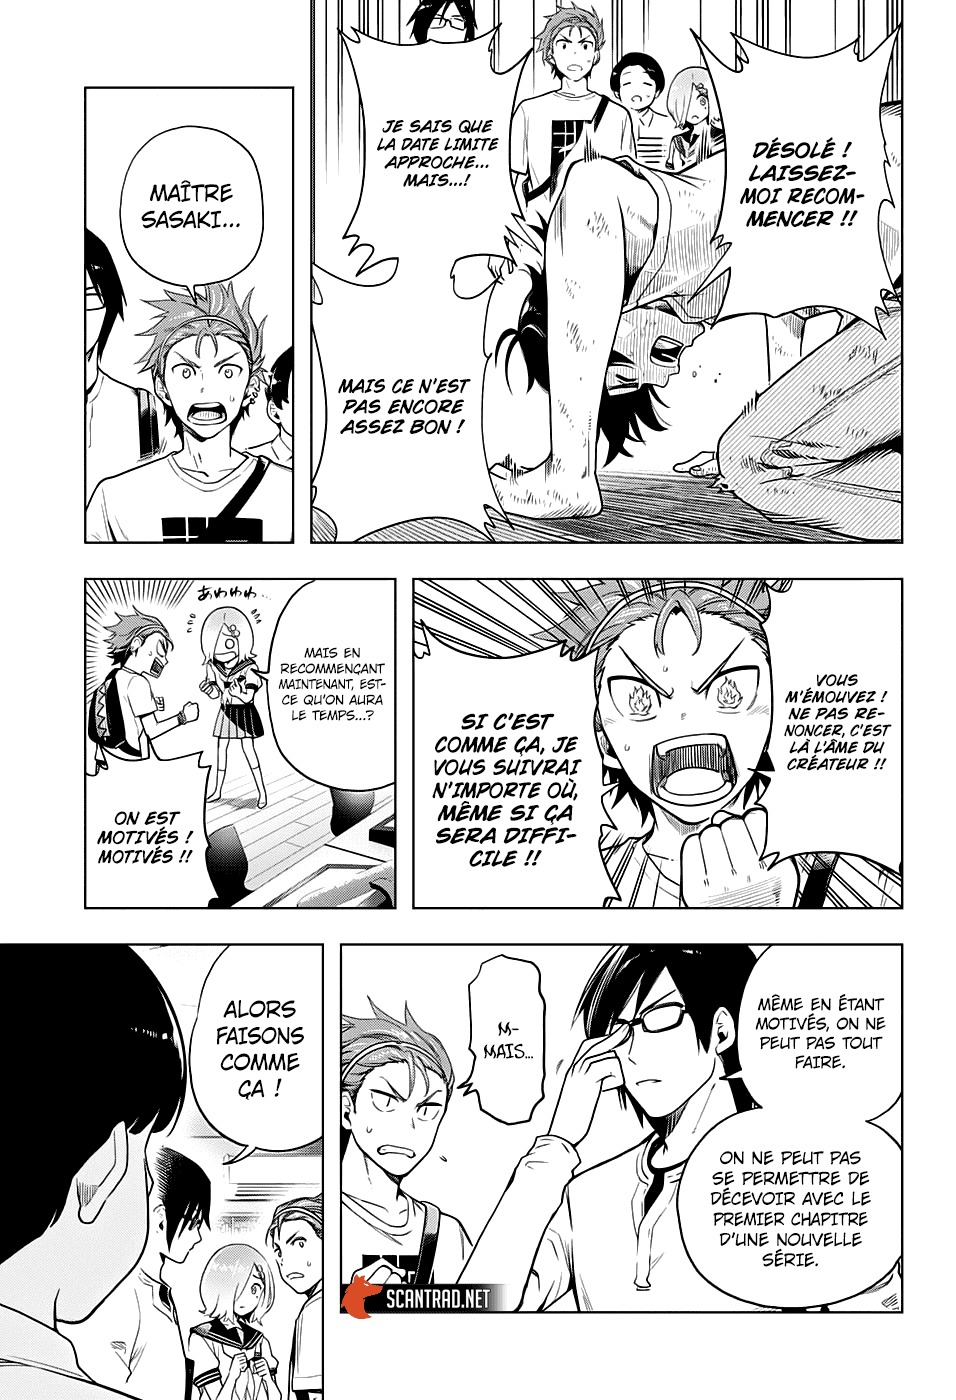 DÉSOLÉ !
LAISSEZ-
MOI RECOM-
MENCER !!
JE SAIS QUE
LA DATE LIMITE
APPROCHE...
MAIS...!
MAIS CE N'EST
PAS ENCORE
ASSEZ BON !
MAÎTRE
SASAKI...
VOUS
M'ÉMOUVEZ !
NE PAS RE-
NONCER, C'EST
LÀ L'ÂME DU
CRÉATEUR !!
SI C'EST
COMME ÇA, JE
VOUS SUIVRAI
N'IMPORTE OÙ,
MÊME SI ÇA
SERA DIFFI-
CILE !!
MAIS EN
RECOMMENÇANT
MAINTENANT, EST-
CE QU'ON AURA
LE TEMPS...?
あわわわ...
ON EST
MOTIVÉS !
MOTIVÉS !!
MÊME EN ÉTANT
MOTIVÉS, ON NE
PEUT PAS TOUT
FAIRE.
M-
MAIS...
ON NE PEUT PAS
SE PERMETTRE DE
DÉCEVOIR AVEC LE
PREMIER CHAPITRE
D'UNE NOUVELLE
SÉRIE.
ALORS
FAISONS
COMME
ÇA !
SCANTRAD.NET